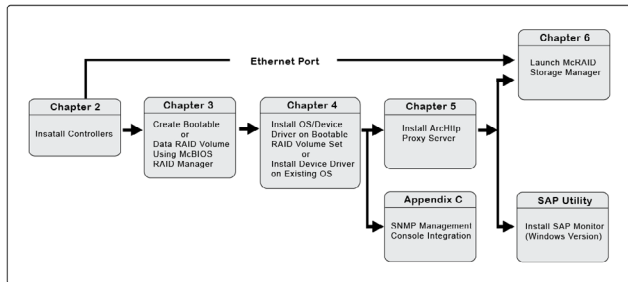 Chapter 6
Launch McRAID
Storage Manager
Ethernet Port
Chapter 2
Insatall Controllers
Chapter 3
Create Bootable
or
Data RAID Volume
Using McBIOS
RAID Manager
Chapter 4
Install OS/Device
Driver on Bootable
RAID Volume Set
or
Install Device Driver
on Existing OS
Chapter 5
Install ArcHttp
Proxy Server
Appendix C
SNMP Management
Console Integration
SAP Utility
Install SAP Monitor
(Windows Version)